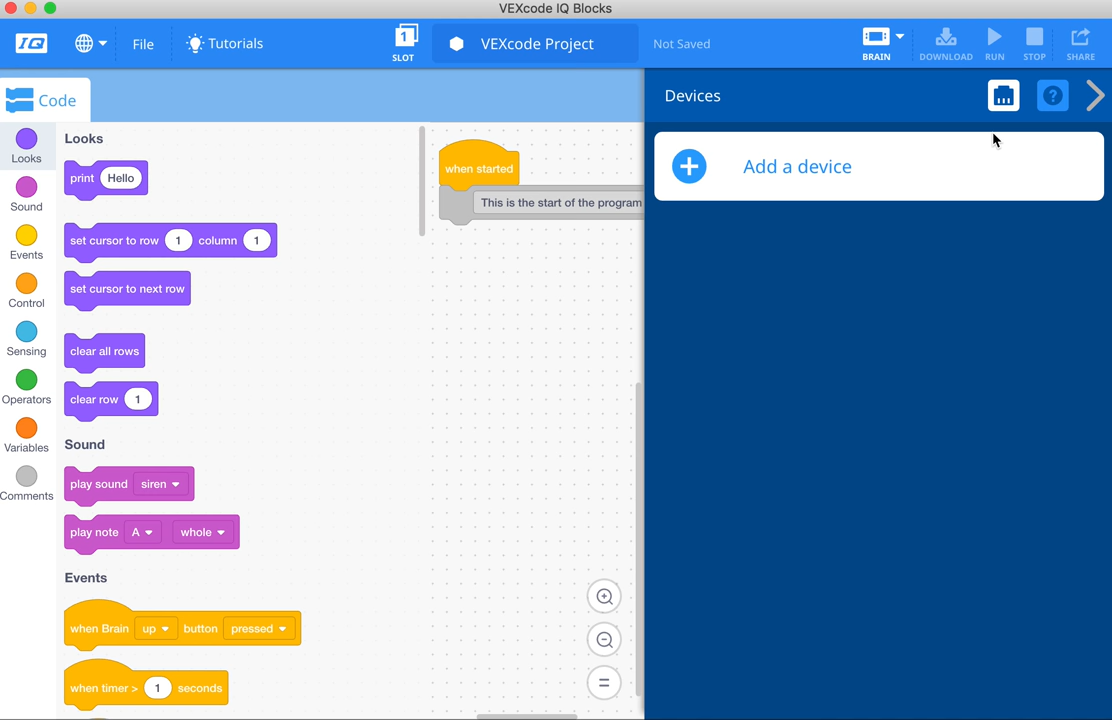 VEXcode IQ Blocks
IQ
File
Tutorials
1
SLOT
VEXcode Project
Not Saved
BRAIN
DOWNLOAD
RUN
STOP
SHARE
Code
Devices
?
Add a device
Looks
Sound
Events
Control
Sensing
Operators
Variables
Comments
Looks
print Hello
set cursor to row 1 column 1
set cursor to next row
clear all rows
clear row 1
Sound
play sound siren
play note A whole
Events
when Brain up button pressed
when timer > 1 seconds
when started
This is the start of the program